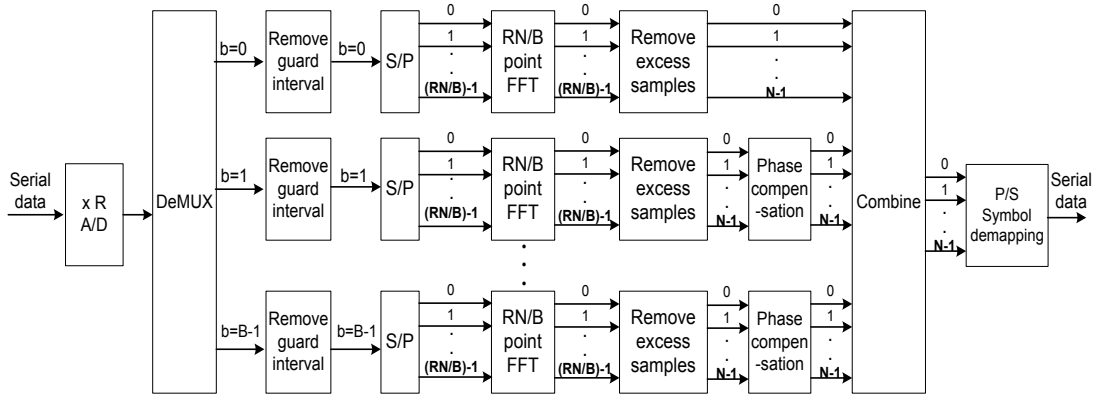 Serial
data
x R
A/D
DeMUX
b=0
Remove
guard
interval
b=0
S/P
0
1
.
.
(RN/B)-1
RN/B
point
FFT
0
1
.
.
(RN/B)-1
Remove
excess
samples
0
1
.
.
N-1
b=1
Remove
guard
interval
b=1
S/P
0
1
.
.
(RN/B)-1
RN/B
point
FFT
0
1
.
.
(RN/B)-1
Remove
excess
samples
0
1
.
.
N-1
Phase
compen
-sation
0
1
.
.
N-1
b=B-1
Remove
guard
interval
b=B-1
S/P
0
1
.
.
(RN/B)-1
RN/B
point
FFT
0
1
.
.
(RN/B)-1
Remove
excess
samples
0
1
.
.
N-1
Phase
compen
-sation
0
1
.
.
N-1
Combine
0
1
.
.
N-1
P/S
Symbol
demapping
Serial
data